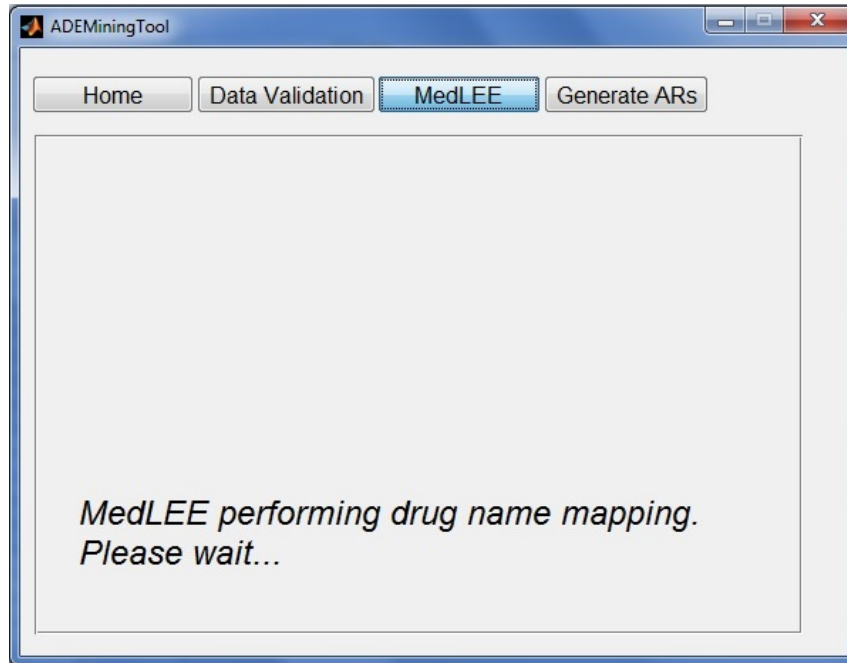 ADEMiningTool
Home Data Validation MedLEE Generate ARs
MedLEE performing drug name mapping.
Please wait...